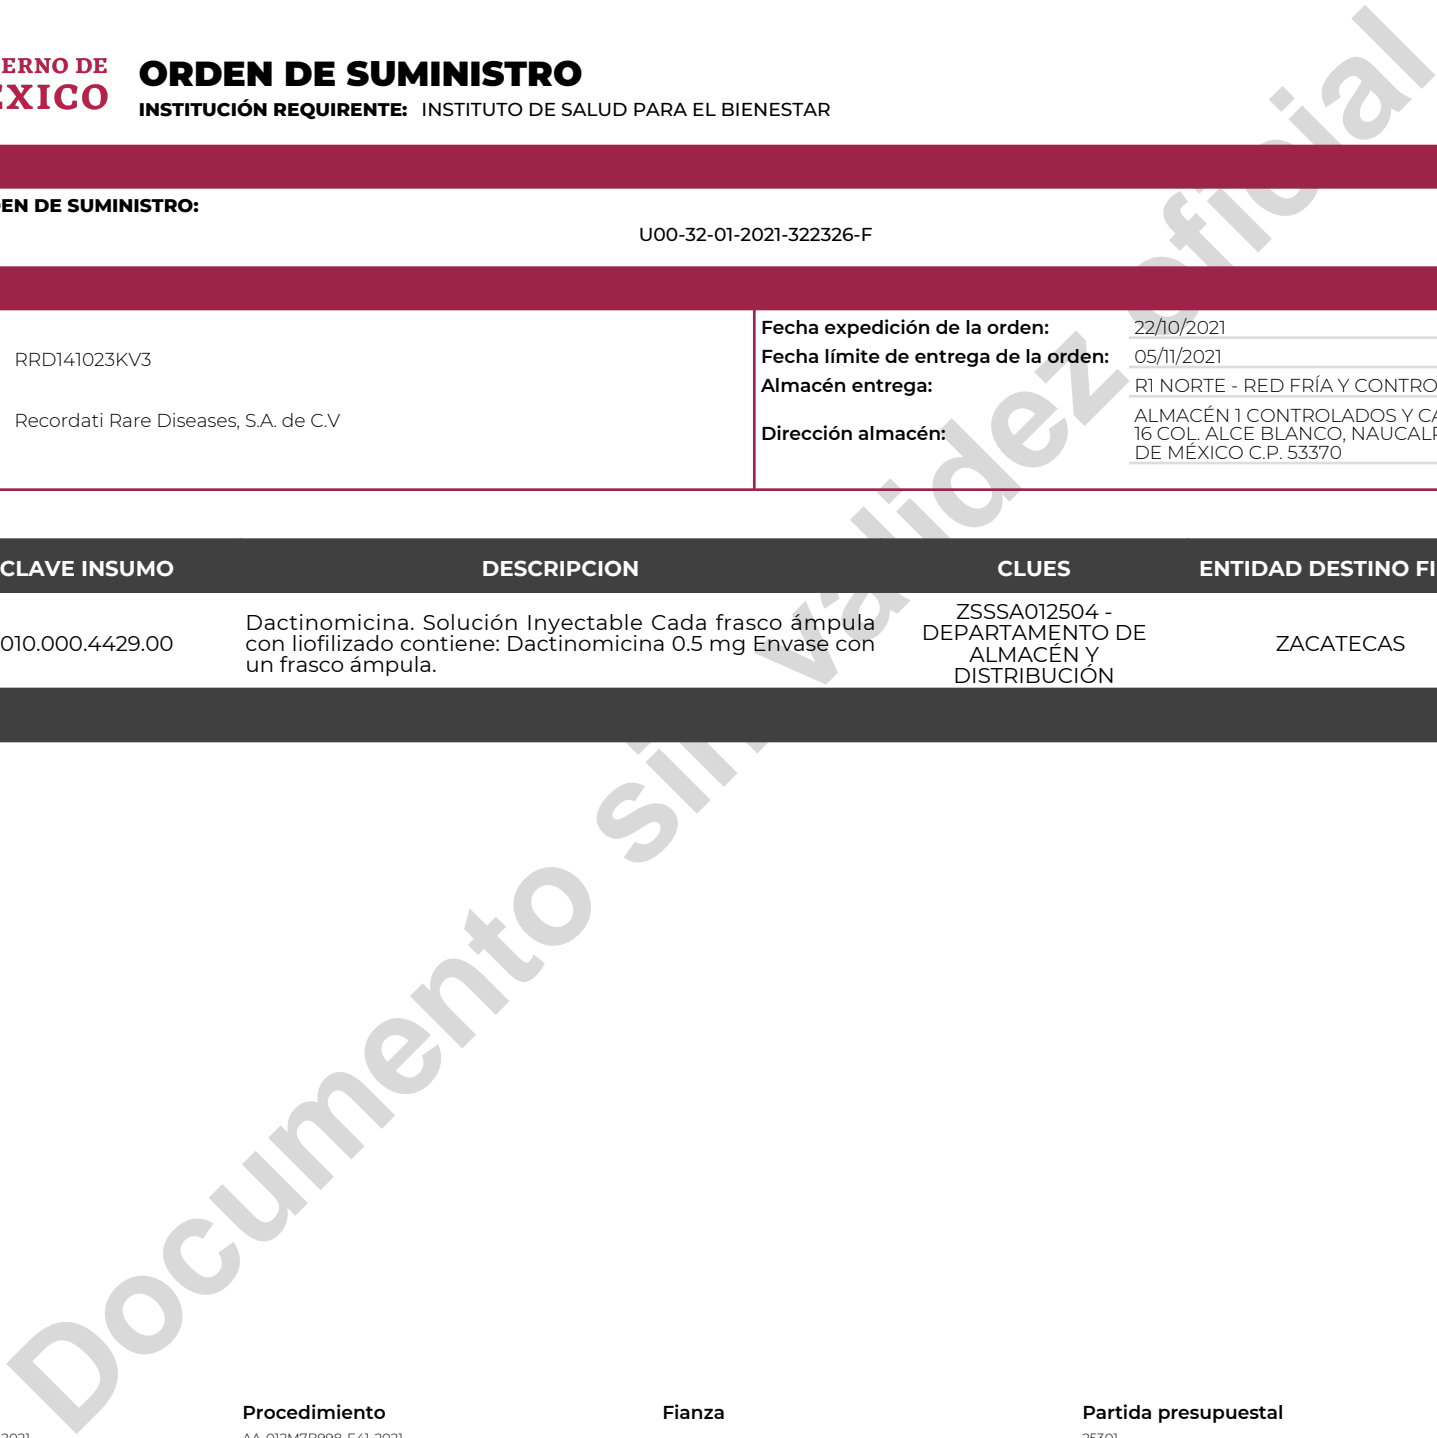 ERNO DE
ÉXICO
ORDEN DE SUMINISTRO
INSTITUCIÓN REQUIRENTE: INSTITUTO DE SALUD PARA EL BIENESTAR
EN DE SUMINISTRO:
U00-32-01-2021-322326-F
RRD141023KV3
Recordati Rare Diseases, S.A. de C.V
Fecha expedición de la orden: 22/10/2021
Fecha límite de entrega de la orden: 05/11/2021
Almacén entrega: R1 NORTE - RED FRÍA Y CONTRO
Dirección almacén: ALMACÉN 1 CONTROLADOS Y CA
16 COL. ALCE BLANCO, NAUCALP
DE MÉXICO C.P. 53370
CLAVE INSUMO DESCRIPCION CLUES ENTIDAD DESTINO FI
010.000.4429.00
Dactinomicina. Solución Inyectable Cada frasco ámpula
con liofilizado contiene: Dactinomicina 0.5 mg Envase con
un frasco ámpula.
ZSSSA012504 -
DEPARTAMENTO DE
ALMACÉN Y
DISTRIBUCIÓN
ZACATECAS
Documento sin validez oficial
Procedimiento Fianza Partida presupuestal